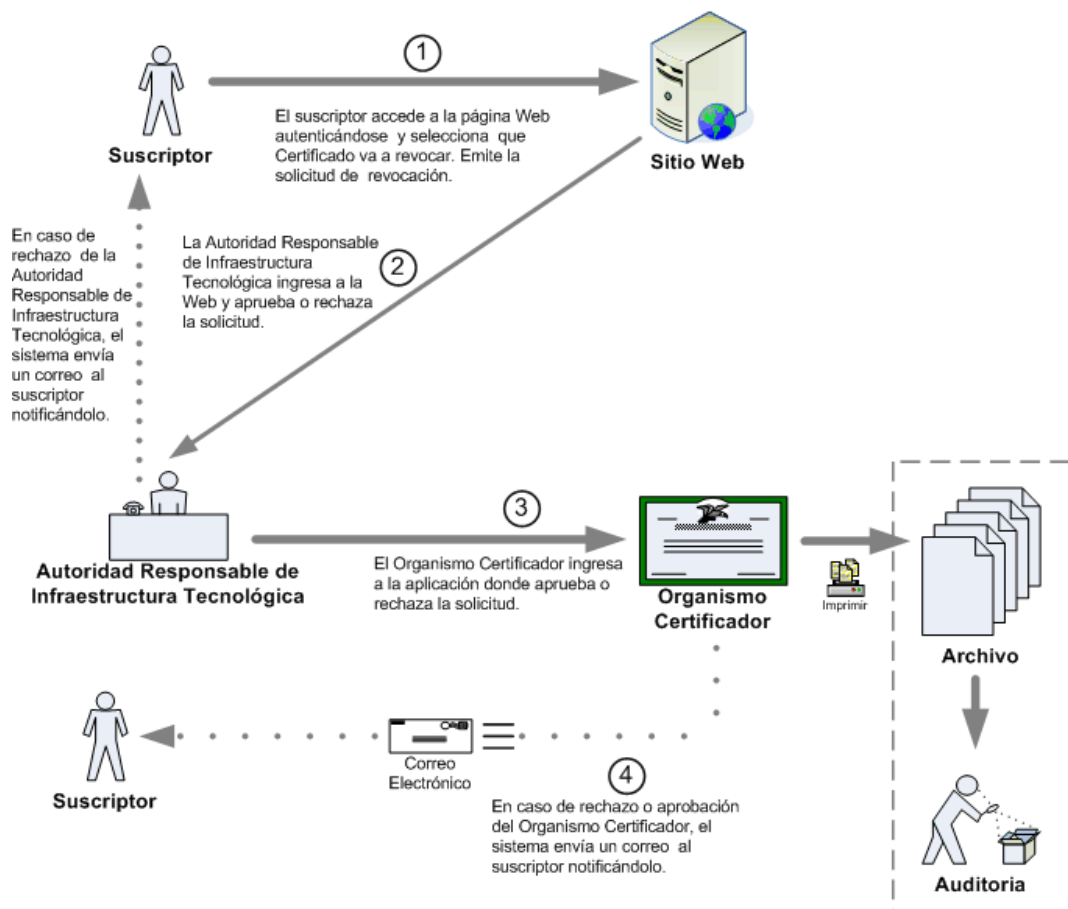 1
El suscriptor accede a la página Web
autenticándose y selecciona que
Certificado va a revocar. Emite la
solicitud de revocación.
Suscriptor
Sitio Web
En caso de
rechazo de la
Autoridad
Responsable de
Infraestructura
Tecnológica, el
sistema envía
un correo al
suscriptor
notificándolo.
La Autoridad Responsable
de Infraestructura
Tecnológica ingresa a la
Web y aprueba o rechaza
la solicitud.
2
3
El Organismo Certificador ingresa
a la aplicación donde aprueba o
rechaza la solicitud.
Autoridad Responsable de
Infraestructura Tecnológica
Organismo
Certificador
Imprimir
Archivo
Correo
Electrónico
Suscriptor
4
En caso de rechazo o aprobación
del Organismo Certificador, el
sistema envía un correo al
suscriptor notificándolo.
Auditoria